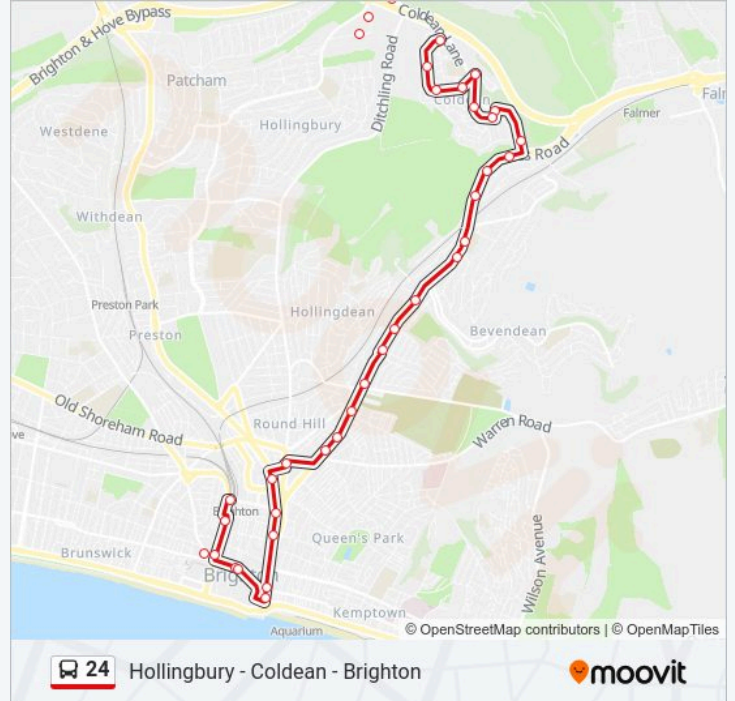 Coldean Lane
Brighton & Hove Bypass
Patcham
Ditchling Road
Falmer
Hollingbury
Westdene
Road
Withdean
Preston Park
Hollingdean
Preston
Bevendean
Old Shoreham Road
Round Hill
Warren Road
Queen's Park
Brunswick
Wilson Avenue
Kemptown
Aquarium
© OpenStreetMap contributors | © OpenMapTiles
24 Hollingbury - Coldean - Brighton
moovit